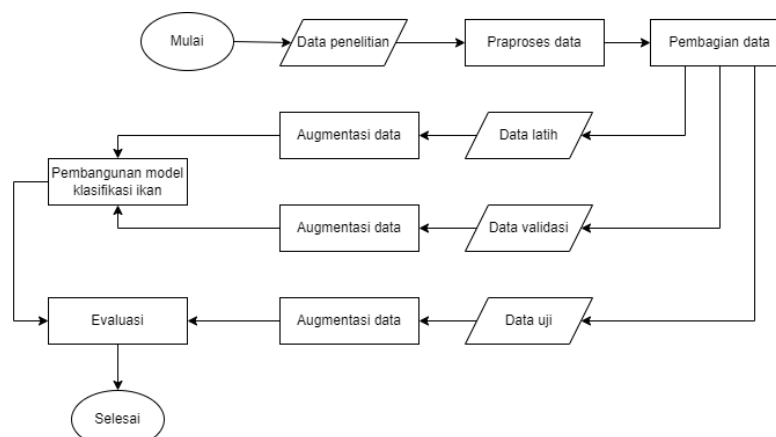 Mulai
Data penelitian
Praproses data
Pembagian data
Augmentasi data
Data latih
Pembangunan model
klasifikasi ikan
Augmentasi data
Data validasi
Evaluasi
Augmentasi data
Data uji
Selesai